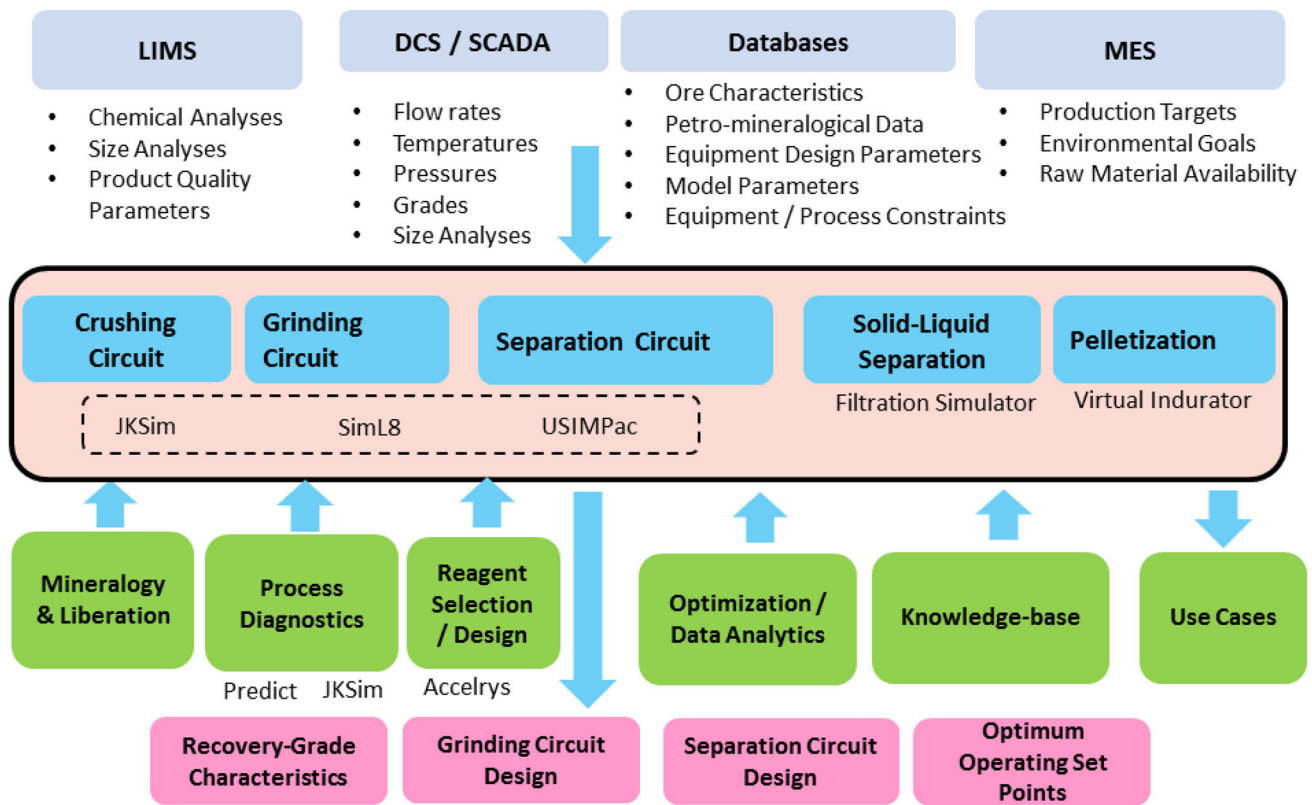 LIMS
DCS / SCADA
Databases
MES
• Chemical Analyses
• Size Analyses
• Product Quality
Parameters
• Flow rates
• Temperatures
• Pressures
• Grades
• Size Analyses
• Ore Characteristics
• Petro-mineralogical Data
• Equipment Design Parameters
• Model Parameters
• Equipment / Process Constraints
• Production Targets
• Environmental Goals
• Raw Material Availability
Crushing
Circuit
Grinding
Circuit
Separation Circuit
Solid-Liquid
Separation
Pelletization
JKSim
SimL8
USIMPac
Filtration Simulator
Virtual Indurator
Mineralogy
& Liberation
Process
Diagnostics
Reagent
Selection
/ Design
Optimization /
Data Analytics
Knowledge-base
Use Cases
Predict
JKSim
Accelrys
Recovery-Grade
Characteristics
Grinding Circuit
Design
Separation Circuit
Design
Optimum
Operating Set
Points